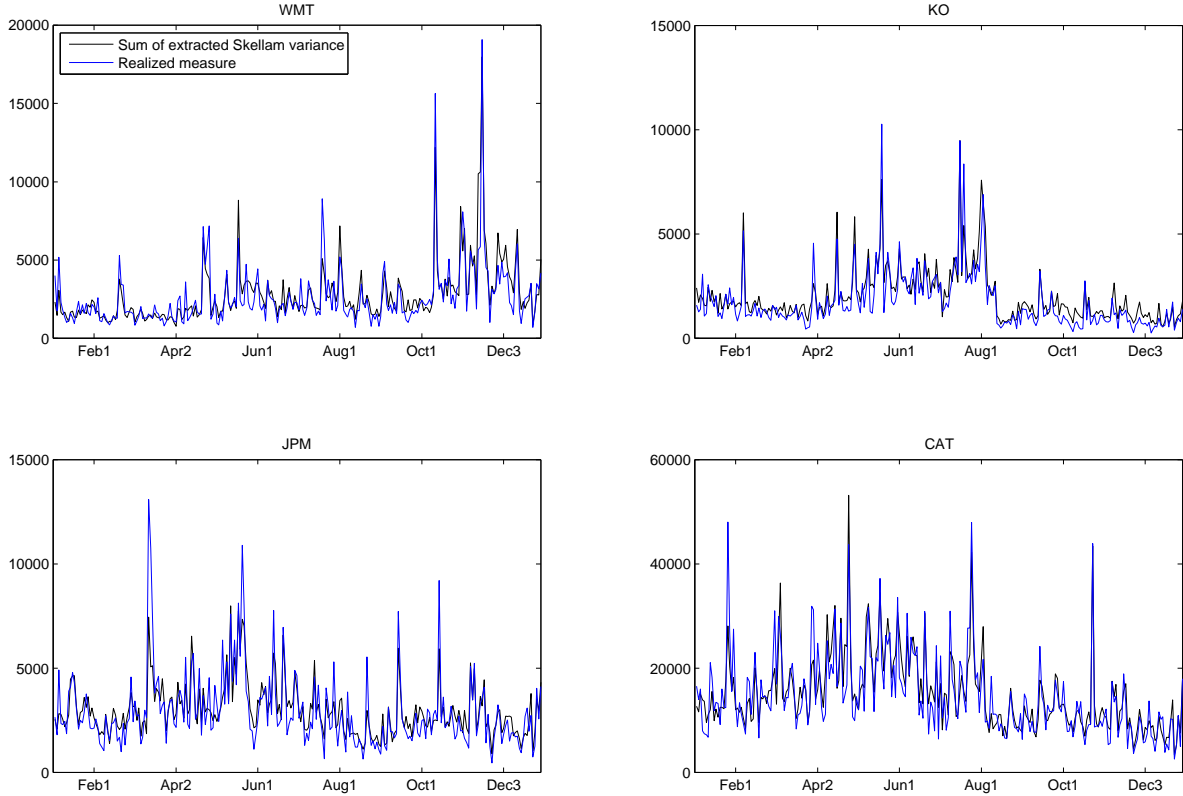 WMT
20000
15000
10000
5000
0
Sum of extracted Skellam variance
Realized measure
Feb1 Apr2 Jun1 Aug1 Oct1 Dec3
KO
15000
10000
5000
0
Feb1 Apr2 Jun1 Aug1 Oct1 Dec3
JPM
15000
10000
5000
0
Feb1 Apr2 Jun1 Aug1 Oct1 Dec3
CAT
60000
40000
20000
0
Feb1 Apr2 Jun1 Aug1 Oct1 Dec3